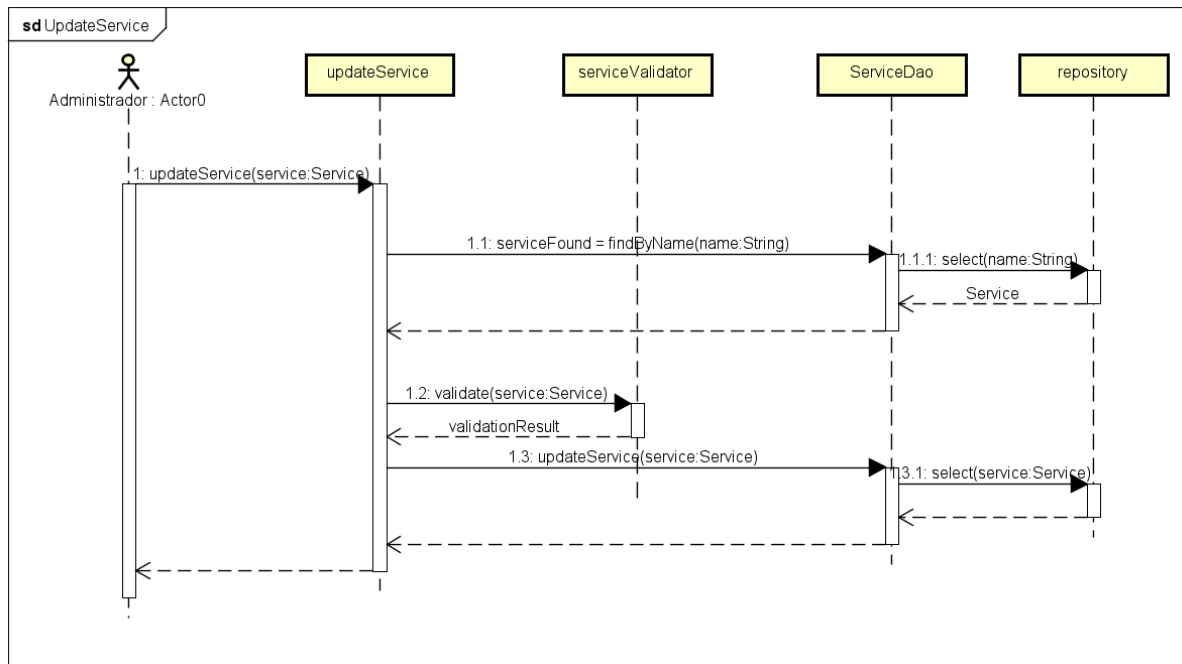 sd UpdateService
Administrador : Actor0
updateService
serviceValidator
ServiceDao
repository
1: updateService(service:Service)
1.1: serviceFound = findByName(name:String)
1.1.1: select(name:String)
Service
1.2: validate(service:Service)
validationResult
1.3: updateService(service:Service)
1.3.1: select(service:Service)